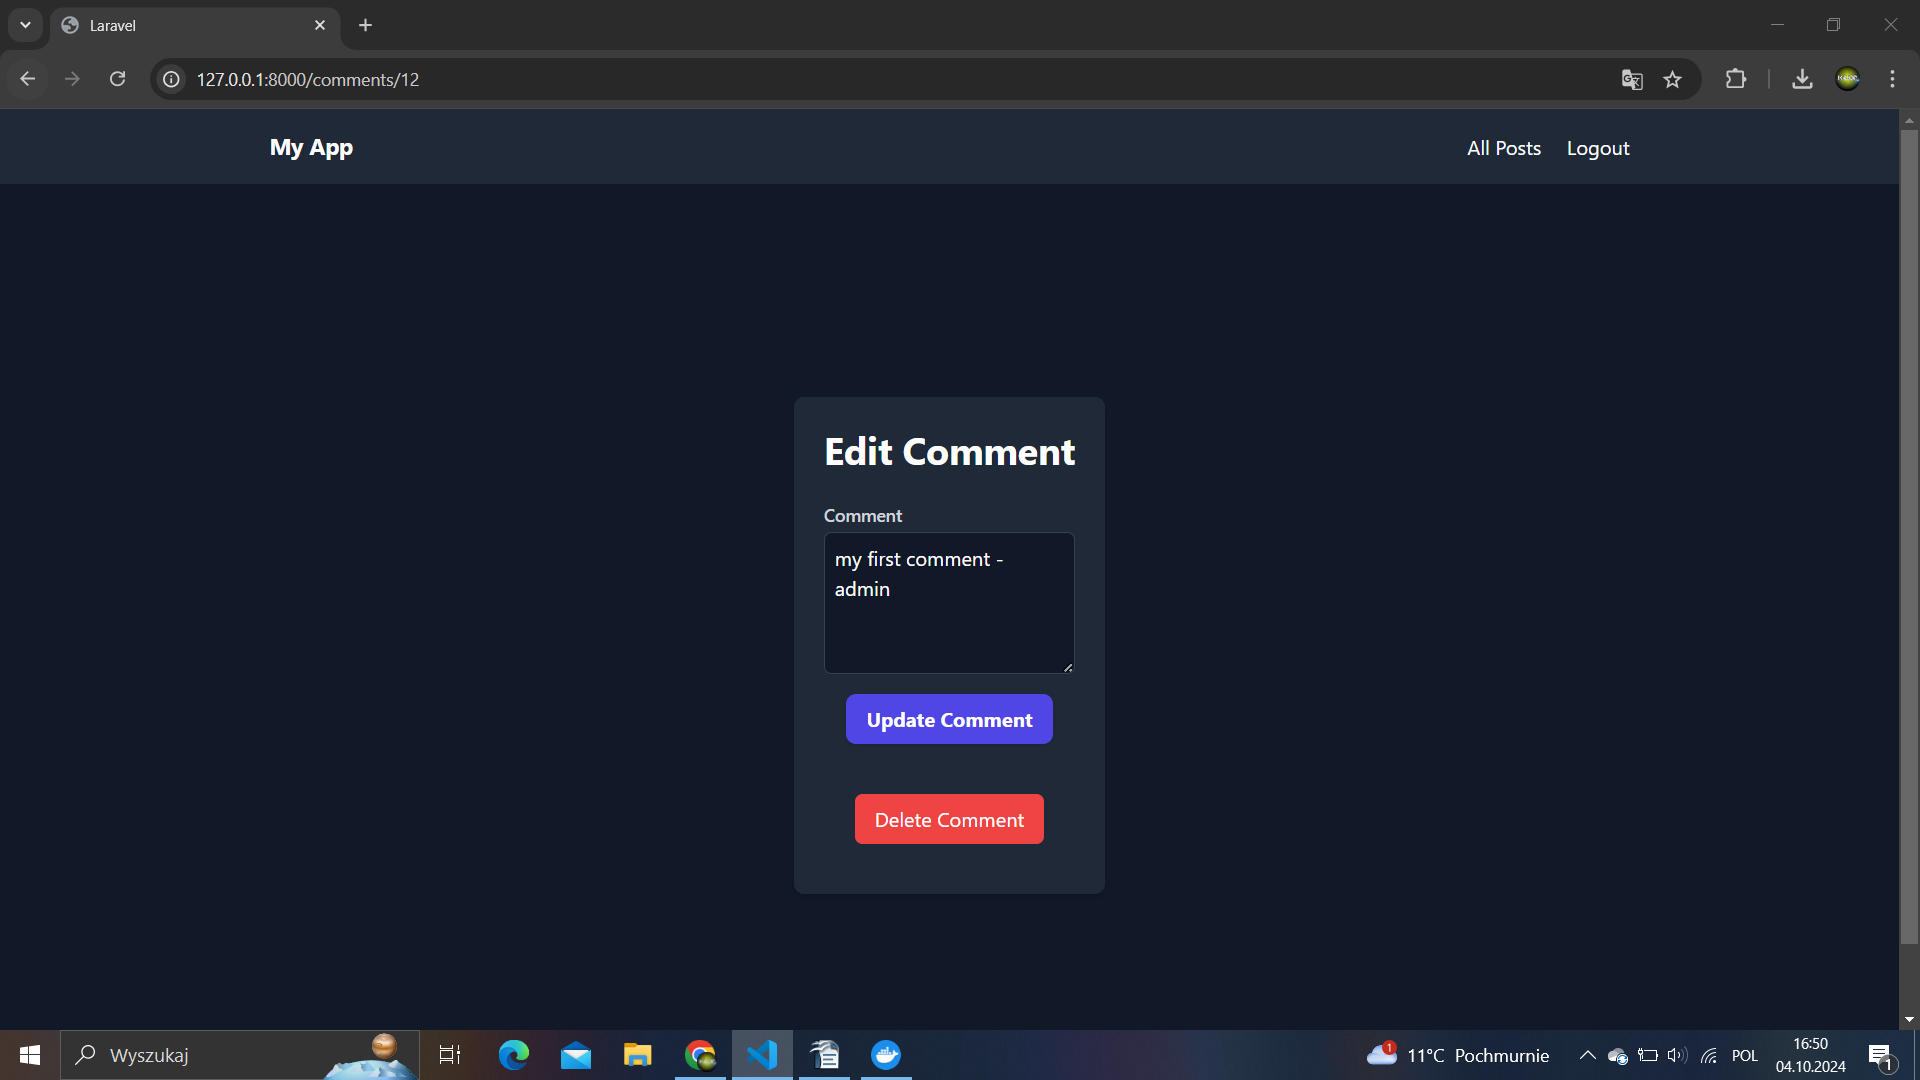 Laravel
127.0.0.1:8000/comments/12
My App
All Posts Logout
Edit Comment
Comment
my first comment -
admin
Update Comment
Delete Comment
Wyszukaj
1
11°C Pochmurnie
POL
16:50
04.10.2024
1